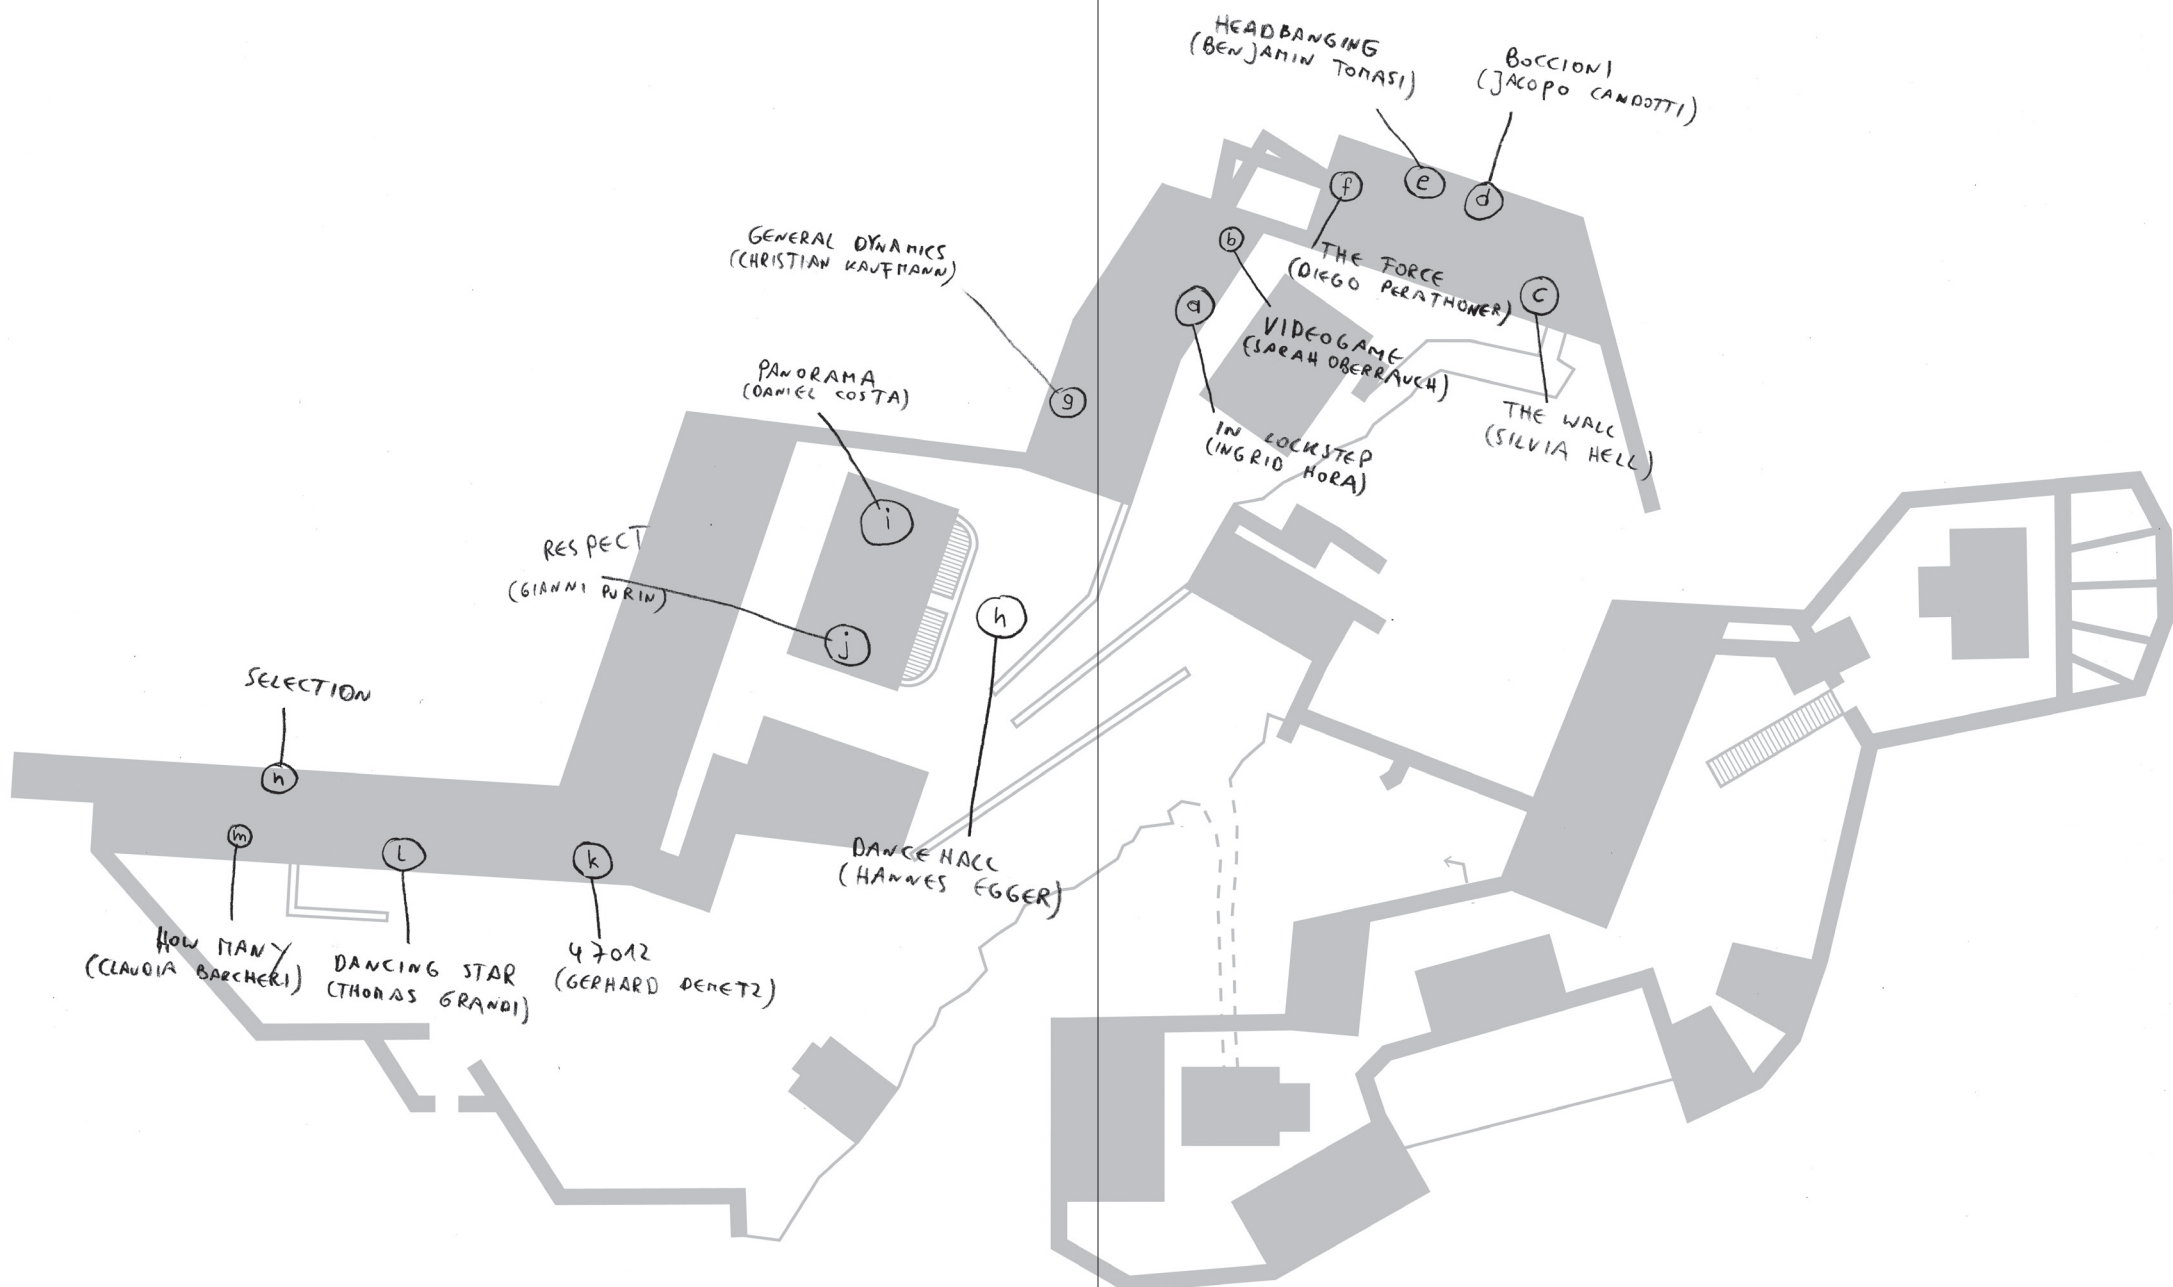 HEADBANGING
(BENJAMIN TOMASI)
BOCCIONI
(JACOPO CANDOTTI)
f
e
d
GENERAL DYNAMICS
(CHRISTIAN KAUFMANN)
b
THE FORCE
(DIEGO PERATHONER)
c
a
VIDEOGAME
(SARAH OBERRAUCH)
PANORAMA
(DANIEL COSTA)
g
THE WALL
(SILVIA HELL)
IN LOCKSTEP
(INGRID HORA)
i
RESPECT
(GIANNI PURIN)
h
j
SELECTION
n
m
L
k
DANCE HALL
(HANNES EGGER)
HOW MANY
(CLAUDIA BARCHERI)
DANCING STAR
(THOMAS GRANDI)
47012
(GERHARD DEMETZ)